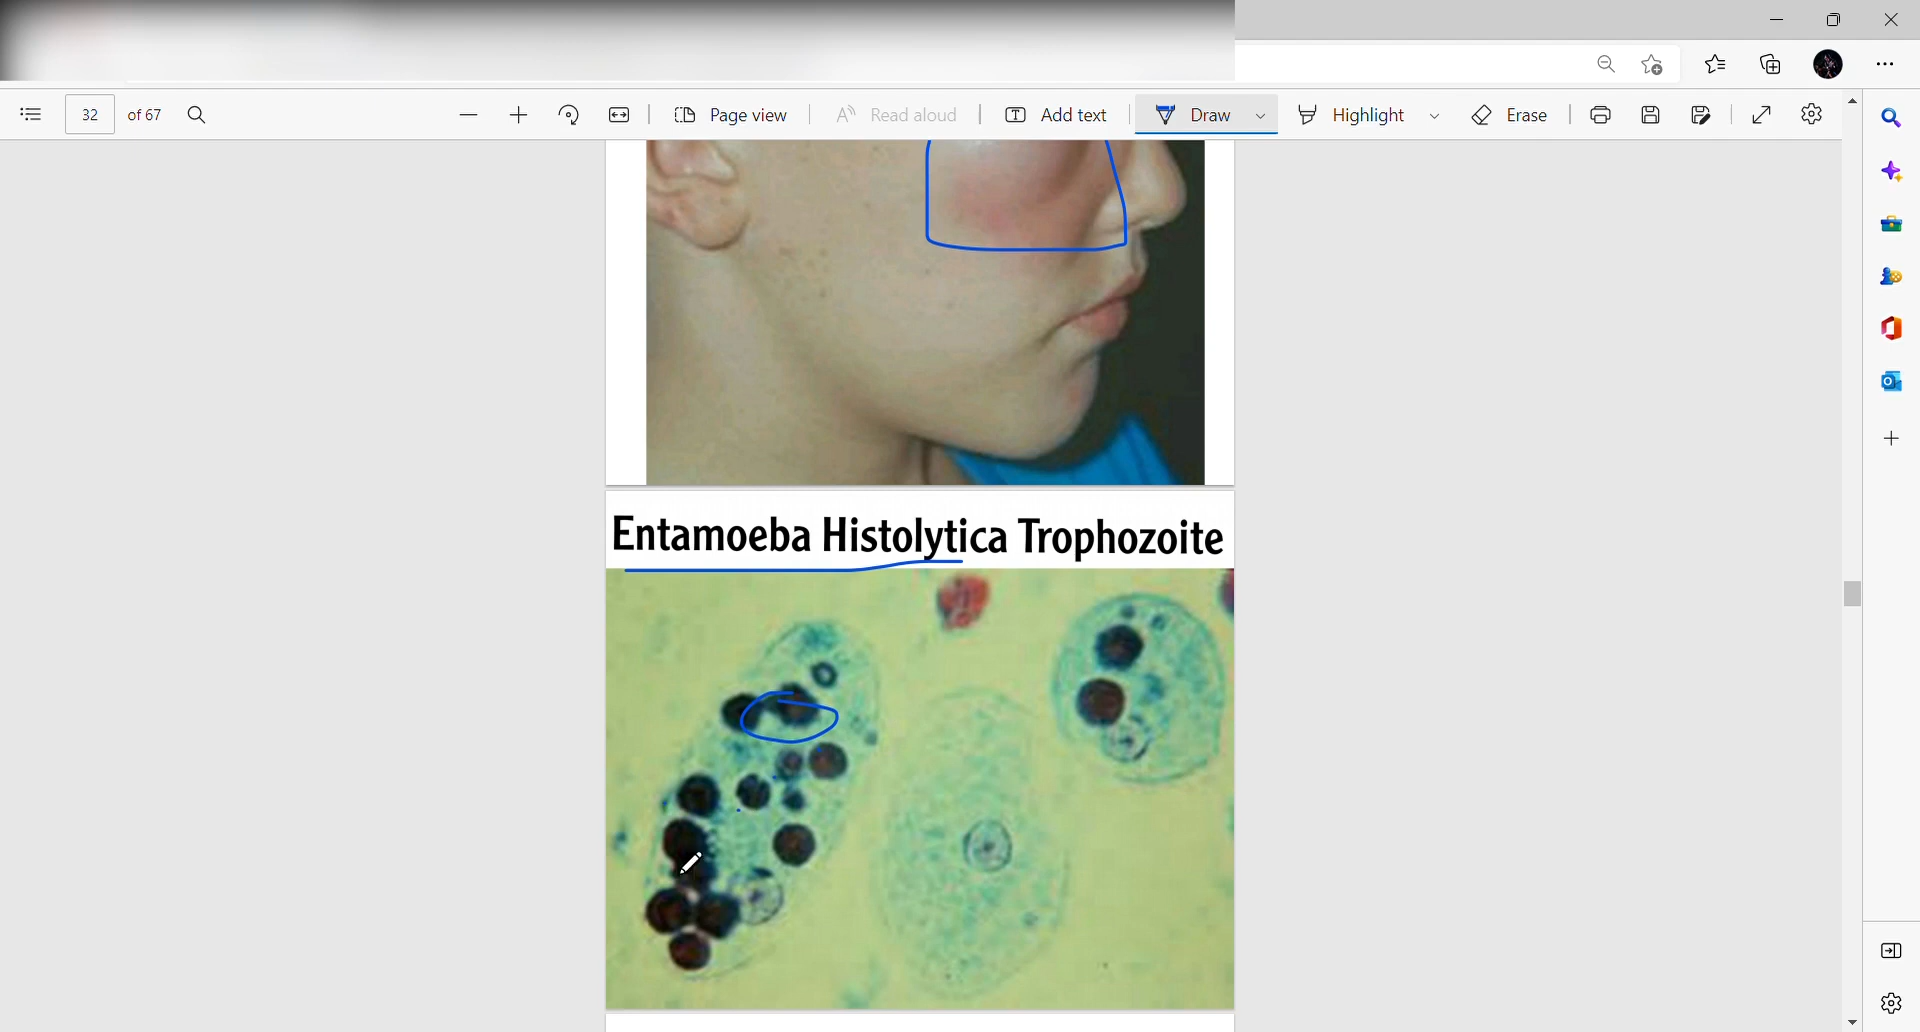 32 of 67 Page view Read aloud Add text Draw Highlight Erase
Entamoeba Histolytica Trophozoite